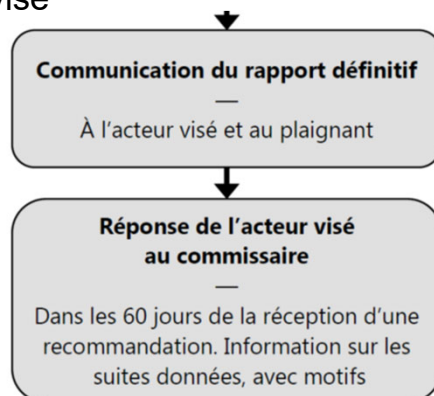 Communication du rapport définitif
—
À l’acteur visé et au plaignant
Réponse de l’acteur visé
au commissaire
—
Dans les 60 jours de la réception d’une
recommandation. Information sur les
suites données, avec motifs